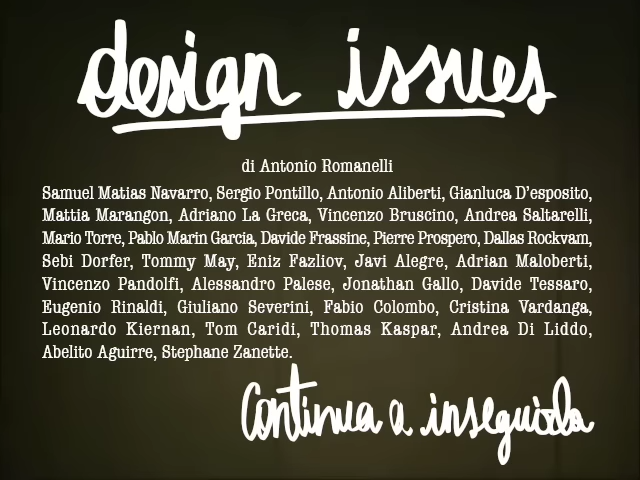 design issues
di Antonio Romanelli
Samuel Matias Navarro, Sergio Pontillo, Antonio Aliberti, Gianluca D'esposito,
Mattia Marangon, Adriano La Greca, Vincenzo Bruscino, Andrea Saltarelli,
Mario Torre, Pablo Marin Garcia, Davide Frassine, Pierre Prospero, Dallas Rockvam,
Sebi Dorfer, Tommy May, Eniz Fazliov, Javi Alegre, Adrian Maloberti,
Vincenzo Pandolfi, Alessandro Palese, Jonathan Gallo, Davide Tessaro,
Eugenio Rinaldi, Giuliano Severini, Fabio Colombo, Cristina Vardanga,
Leonardo Kiernan, Tom Caridi, Thomas Kaspar, Andrea Di Liddo,
Abelito Aguirre, Stephane Zanette.
Continua a inseguirla